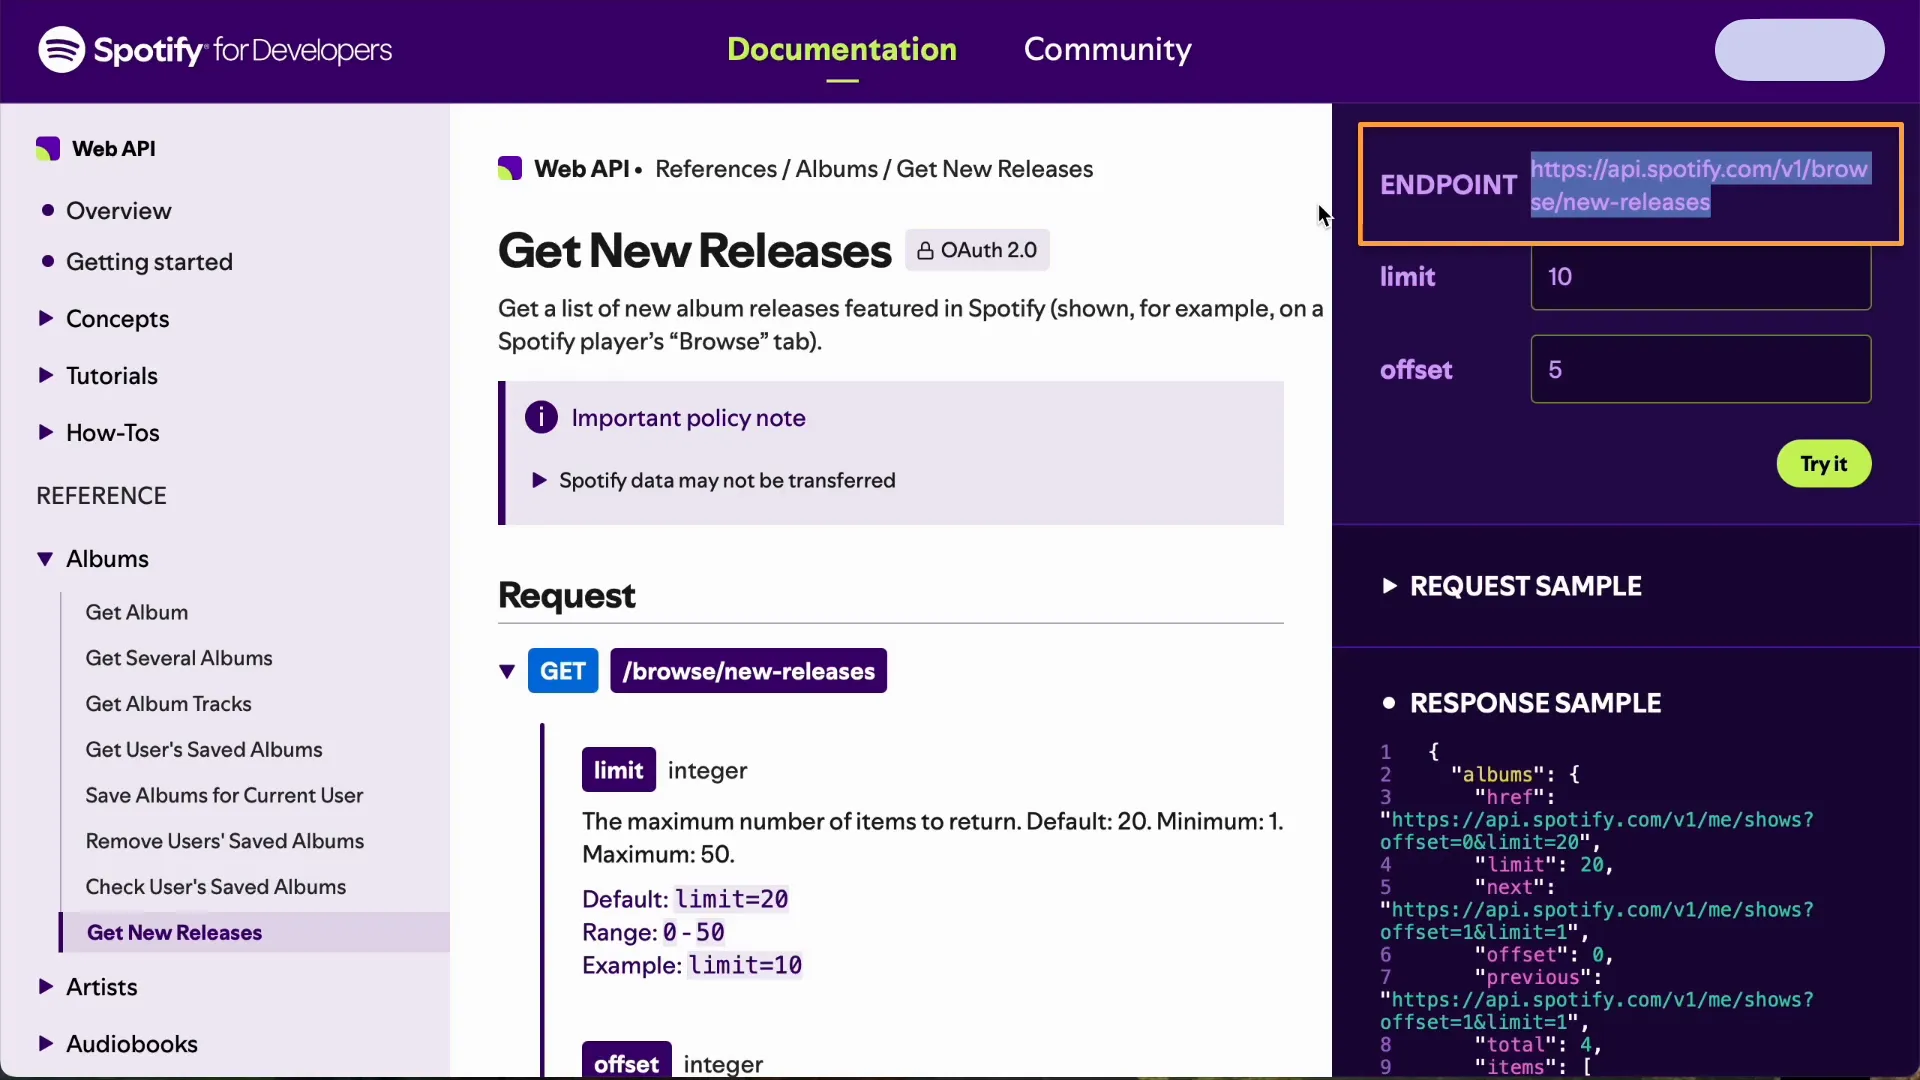 Spotify for Developers
Documentation
Community
Web API
Overview
Getting started
Concepts
Tutorials
How-Tos
REFERENCE
Albums
Get Album
Get Several Albums
Get Album Tracks
Get User's Saved Albums
Save Albums for Current User
Remove Users' Saved Albums
Check User's Saved Albums
Get New Releases
Artists
Audiobooks
Web API • References / Albums / Get New Releases
Get New Releases OAuth 2.0
Get a list of new album releases featured in Spotify (shown, for example, on a
Spotify player's “Browse” tab).
Important policy note
Spotify data may not be transferred
Request
GET /browse/new-releases
limit integer
The maximum number of items to return. Default: 20. Minimum: 1.
Maximum: 50.
Default: limit=20
Range: 0 - 50
Example: limit=10
offset integer
ENDPOINT https://api.spotify.com/v1/brow
se/new-releases
limit 10
offset 5
Try it
REQUEST SAMPLE
RESPONSE SAMPLE
1 {
2 "albums": {
3 "href":
"https://api.spotify.com/v1/me/shows?
offset=0&limit=20",
4 "limit": 20,
5 "next":
"https://api.spotify.com/v1/me/shows?
offset=1&limit=1",
6 "offset": 0,
7 "previous":
"https://api.spotify.com/v1/me/shows?
offset=1&limit=1",
8 "total": 4,
9 "items": [